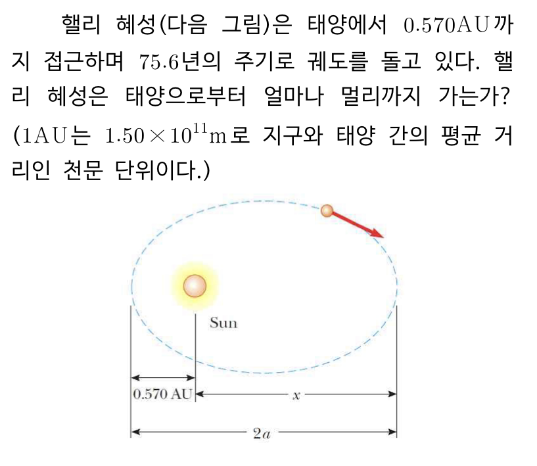 핼리 혜성(다음 그림)은 태양에서 0.570AU까
지 접근하며 75.6년의 주기로 궤도를 돌고 있다. 핼
리 혜성은 태양으로부터 얼마나 멀리까지 가는가?
(1AU는 1.50×10¹¹m로 지구와 태양 간의 평균 거
리인 천문 단위이다.)
Sun
0.570 AU
x
2a